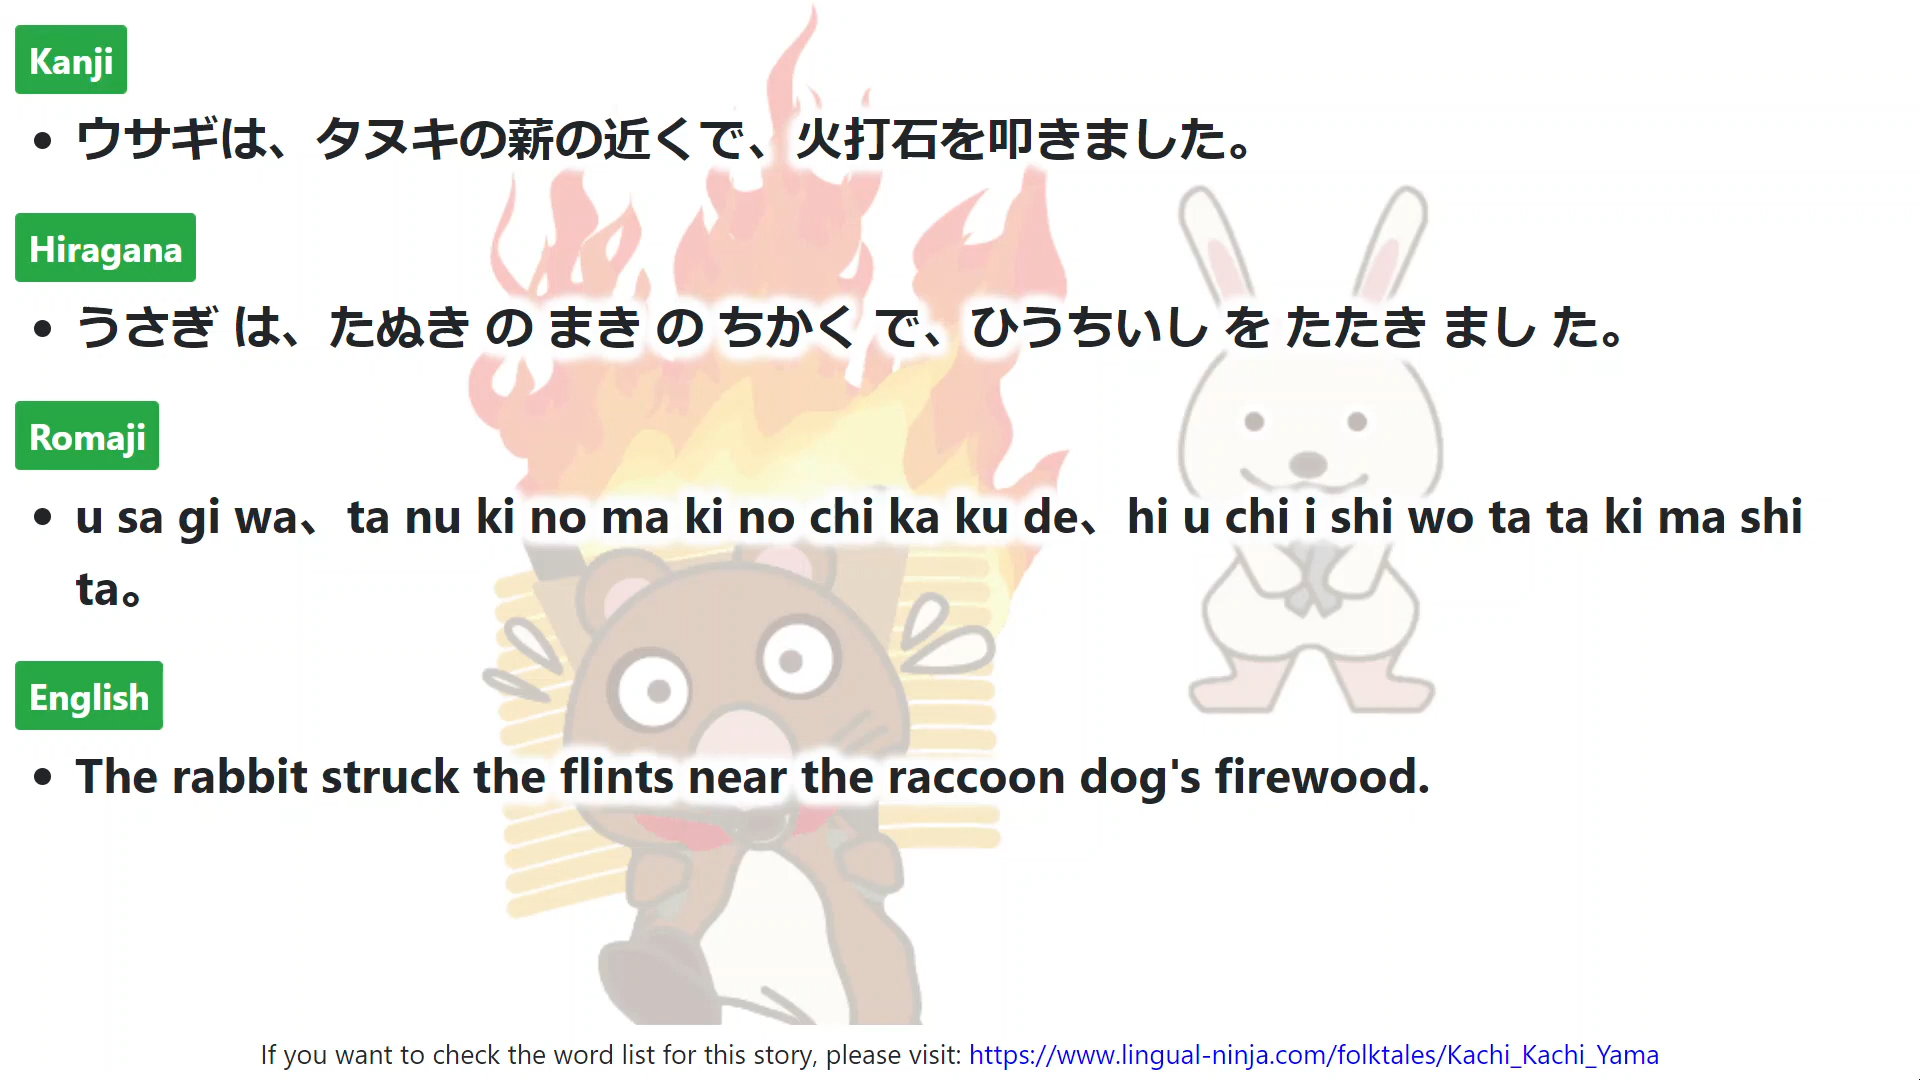 Kanji
• ウサギは、タヌキの薪の近くで、火打石を叩きました。
Hiragana
• うさぎ は、たぬき の まき の ちかく で、ひうちいし を たたき まし た。
Romaji
• u sa gi wa、ta nu ki no ma ki no chi ka ku de、hi u chi i shi wo ta ta ki ma shi
ta。
English
• The rabbit struck the flints near the raccoon dog's firewood.
If you want to check the word list for this story, please visit: https://www.lingual-ninja.com/folktales/Kachi_Kachi_Yama